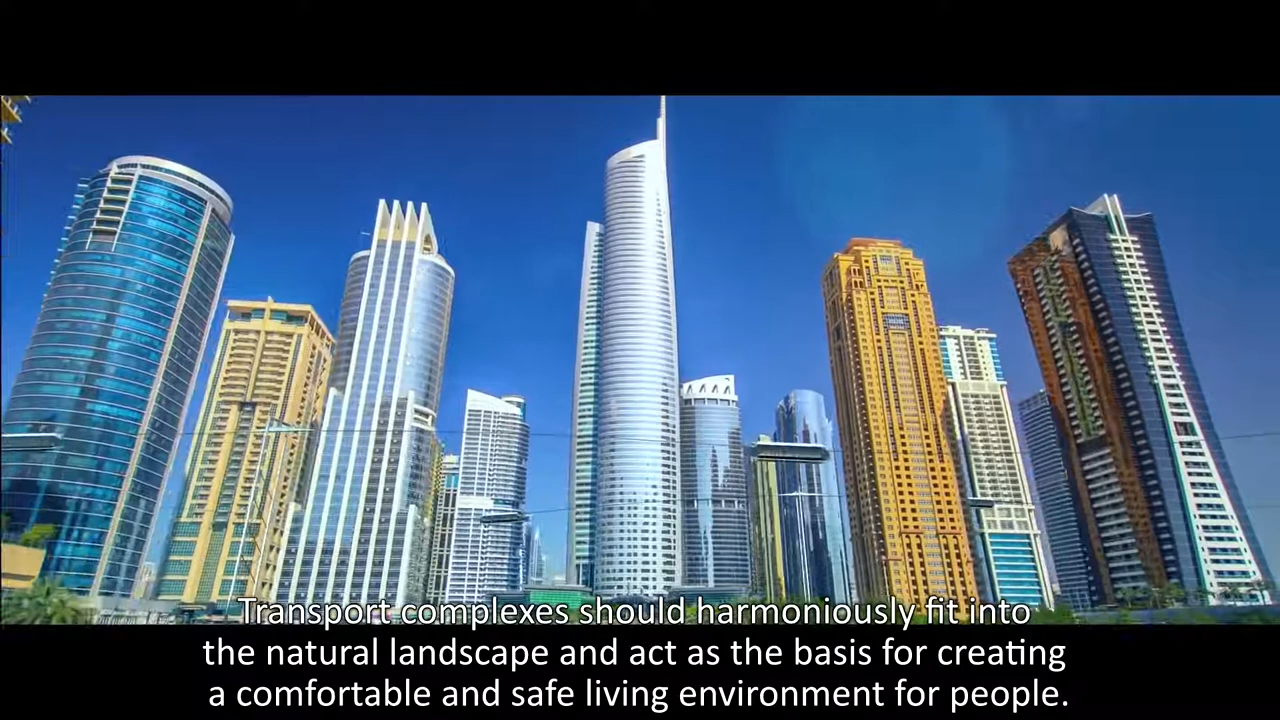 Transport complexes should harmoniously fit into
the natural landscape and act as the basis for creating
a comfortable and safe living environment for people.